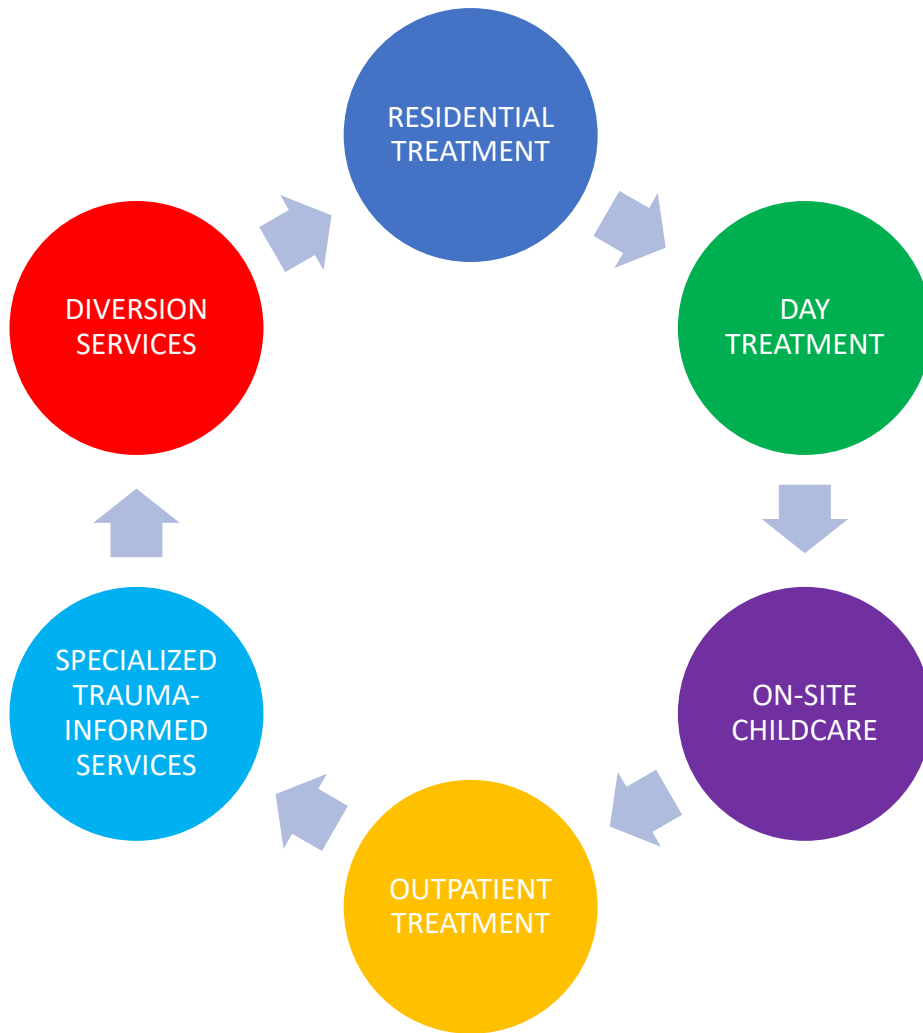 RESIDENTIAL
TREATMENT
DAY
TREATMENT
ON-SITE
CHILDCARE
OUTPATIENT
TREATMENT
SPECIALIZED
TRAUMA-
INFORMED
SERVICES
DIVERSION
SERVICES